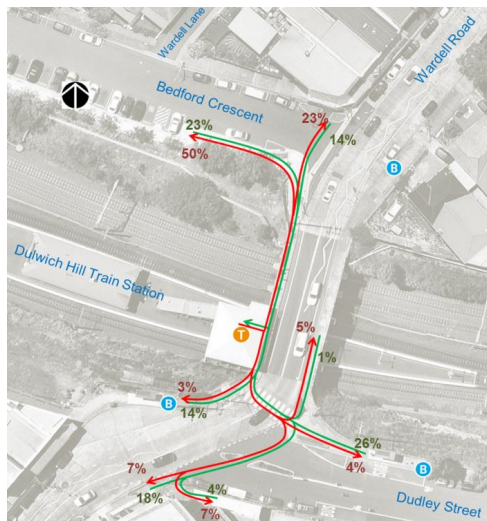 Wardell Lane
Wardell Road
Bedford Crescent
23%
14%
23%
50%
B
Dulwich Hill Train Station
T
5%
1%
3%
14%
B
26%
4%
B
7%
18%
4%
7%
Dudley Street